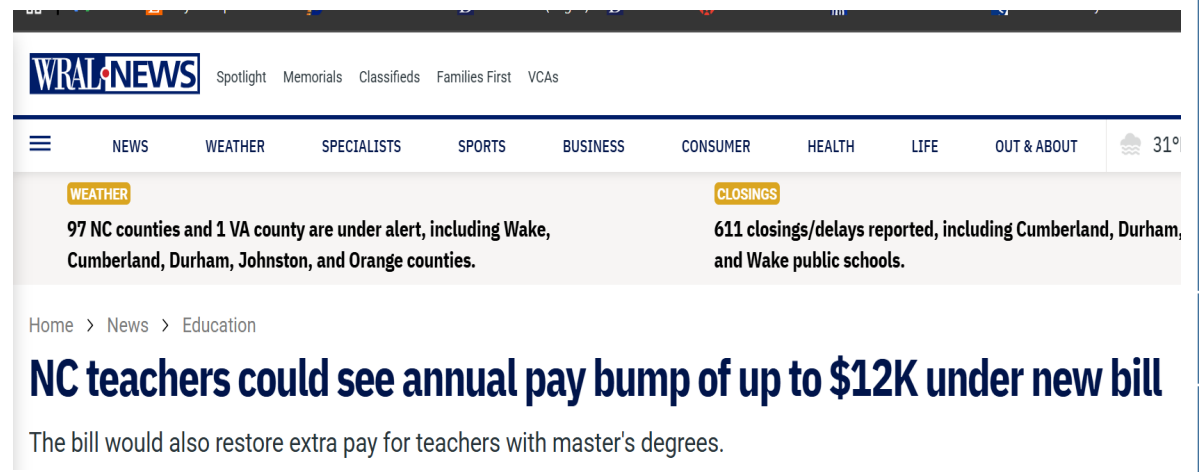 WRAL NEWS Spotlight Memorials Classifieds Families First VCAs
NEWS WEATHER SPECIALISTS SPORTS BUSINESS CONSUMER HEALTH LIFE OUT & ABOUT 31°
WEATHER
97 NC counties and 1 VA county are under alert, including Wake,
Cumberland, Durham, Johnston, and Orange counties.
CLOSINGS
611 closings/delays reported, including Cumberland, Durham,
and Wake public schools.
Home > News > Education
NC teachers could see annual pay bump of up to $12K under new bill
The bill would also restore extra pay for teachers with master's degrees.